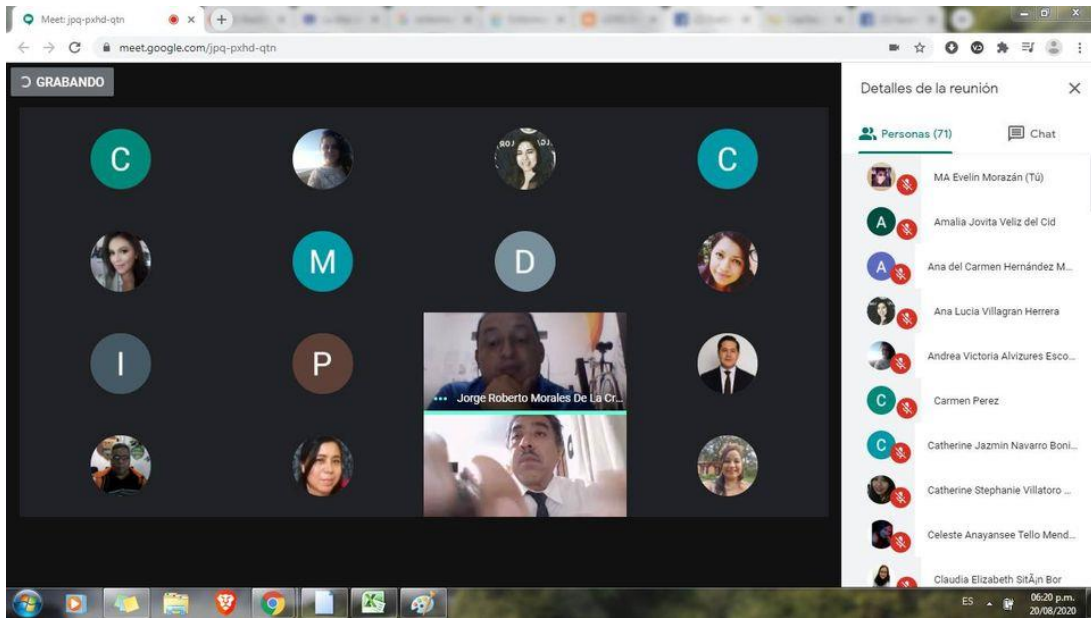 Meet: jpq-pxhd-qtn
meet.google.com/jpq-pxhd-qtn
GRABANDO
C
C
M
D
I
P
Jorge Roberto Morales De La Cr...
Detalles de la reunión
Personas (71)
Chat
MA Evelin Morazán (Tú)
A
Amalia Jovita Veliz del Cid
A
Ana del Carmen Hernández M...
Ana Lucia Villagran Herrera
Andrea Victoria Alvizures Esco...
C
Carmen Perez
C
Catherine Jazmin Navarro Boni...
Catherine Stephanie Villatoro ...
Celeste Anayansee Tello Mend...
Claudia Elizabeth SitÃ¡n Bor
ES
06:20 p.m.
20/08/2020